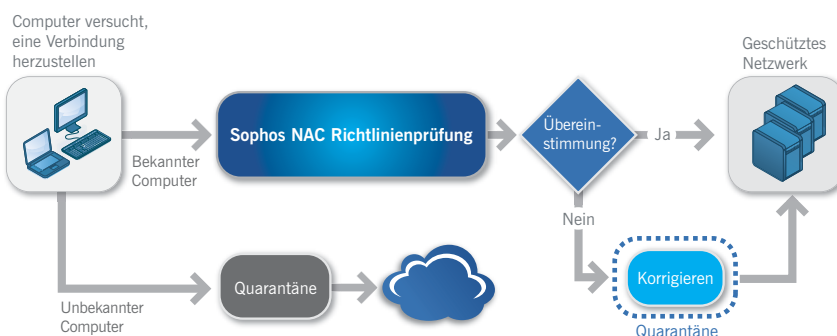 Computer versucht,
eine Verbindung
herzustellen
Geschütztes
Netzwerk
Sophos NAC Richtlinienprüfung
Überein-
stimmung?
Ja
Bekannter
Computer
Nein
Quarantäne
Korrigieren
Unbekannter
Computer
Quarantäne